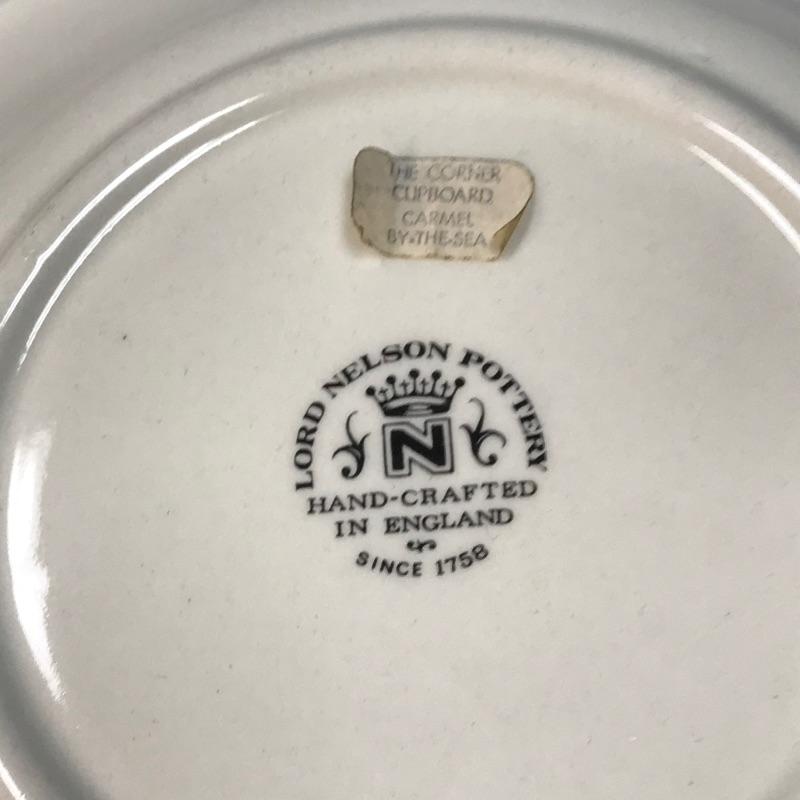 THE CORNER
CUPBOARD
CARMEL
BY-THE-SEA
LORD NELSON POTTERY
N
HAND-CRAFTED
IN ENGLAND
SINCE 1758